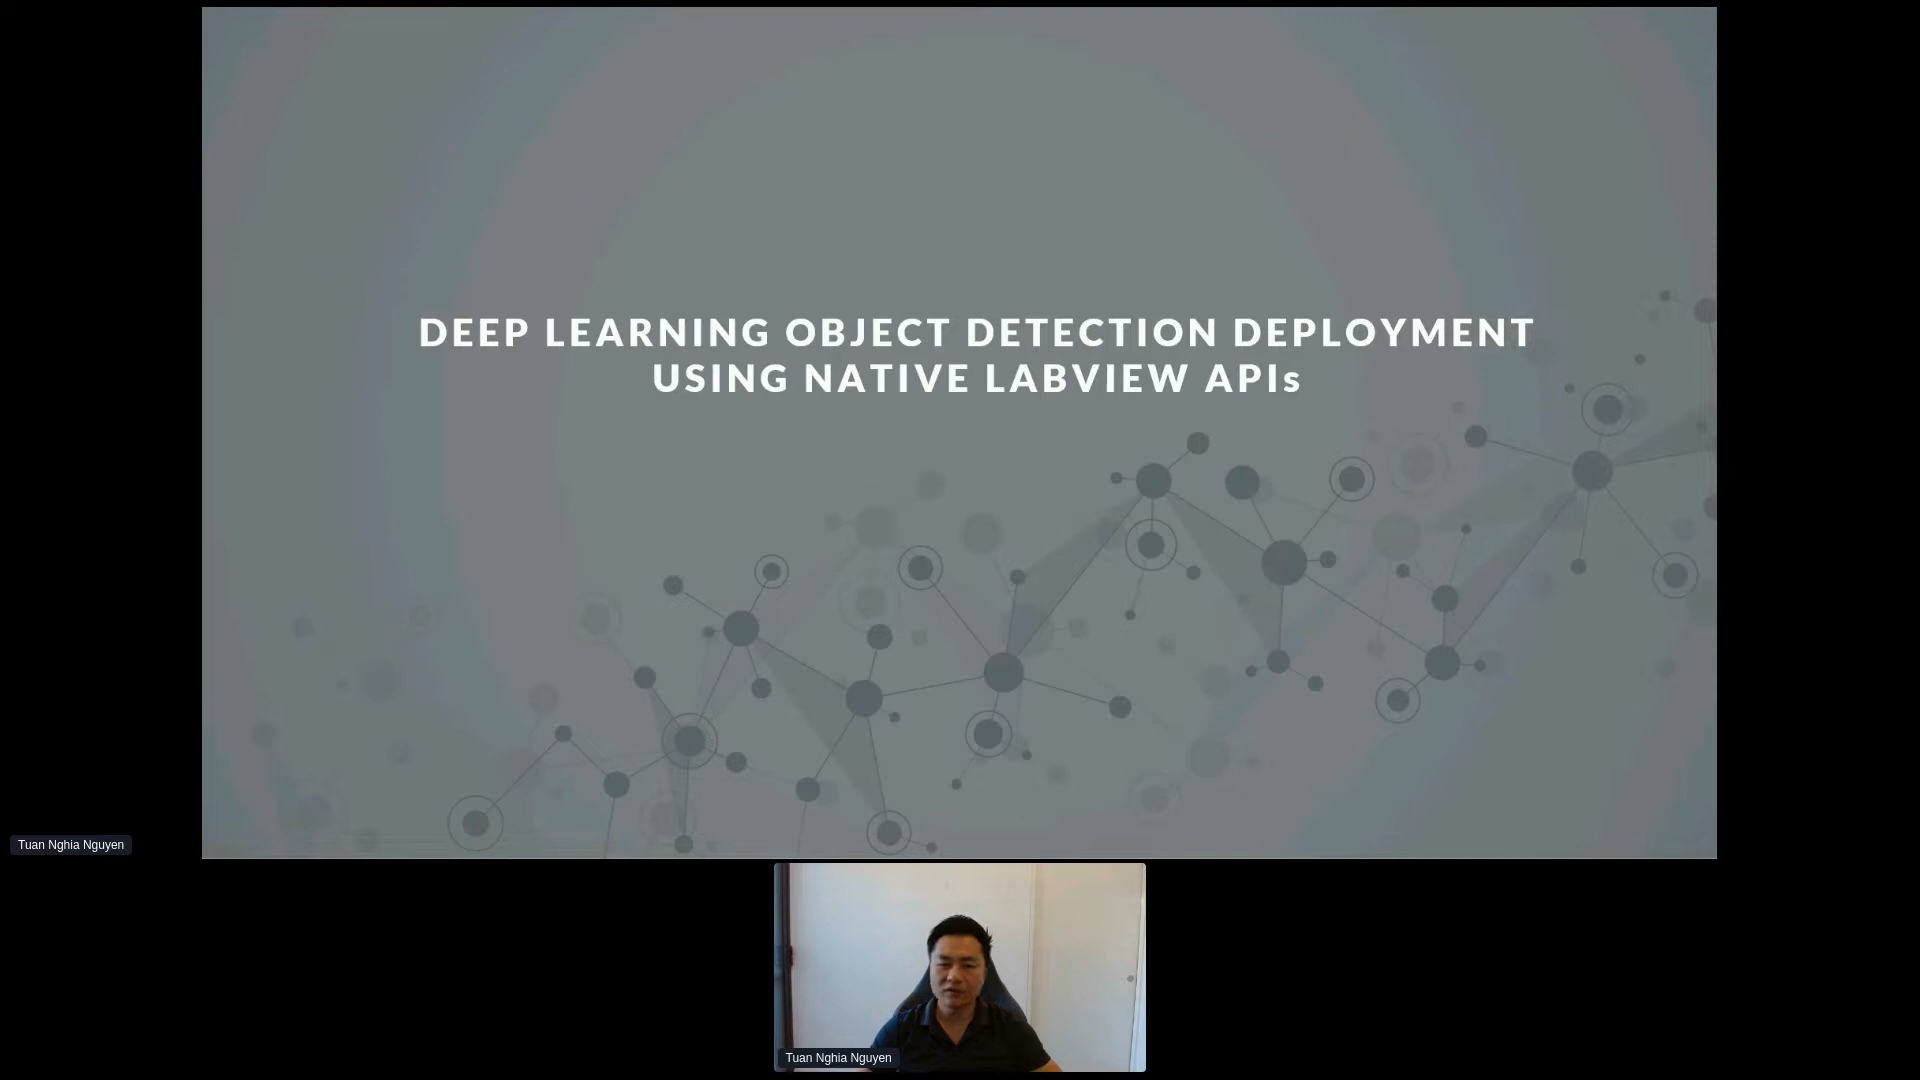 DEEP LEARNING OBJECT DETECTION DEPLOYMENT
USING NATIVE LABVIEW APIs
Tuan Nghia Nguyen
Tuan Nghia Nguyen